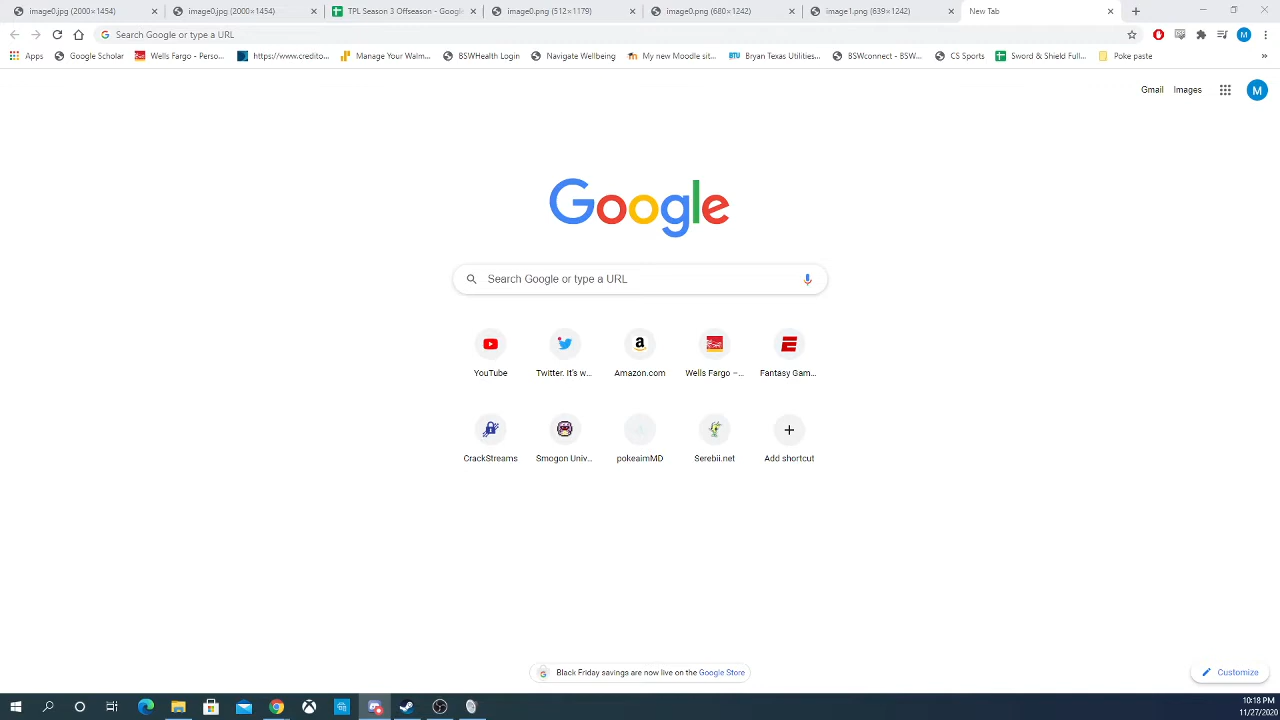 image0.jpg (2000×1454)
image0.jpg (2000×1454)
TPL Season 3 Offseason - Googl
image0.png (512×1179)
image0.png (680×1242)
image1.png (639×1242)
New Tab
Search Google or type a URL
M
Apps
Google Scholar
Wells Fargo - Perso...
https://www.credito...
Manage Your Walm...
BSWHealth Login
Navigate Wellbeing
My new Moodle sit...
BTU
Bryan Texas Utilities...
BSWconnect - BSW...
CS Sports
Sword & Shield Full...
Poke paste
»
Gmail
Images
M
Google
Search Google or type a URL
YouTube
Twitter. It's w...
Amazon.com
Wells Fargo –...
Fantasy Gam...
CrackStreams
Smogon Univ...
pokeaimMD
Serebii.net
Add shortcut
Black Friday savings are now live on the Google Store
Customize
10:18 PM
11/27/2020